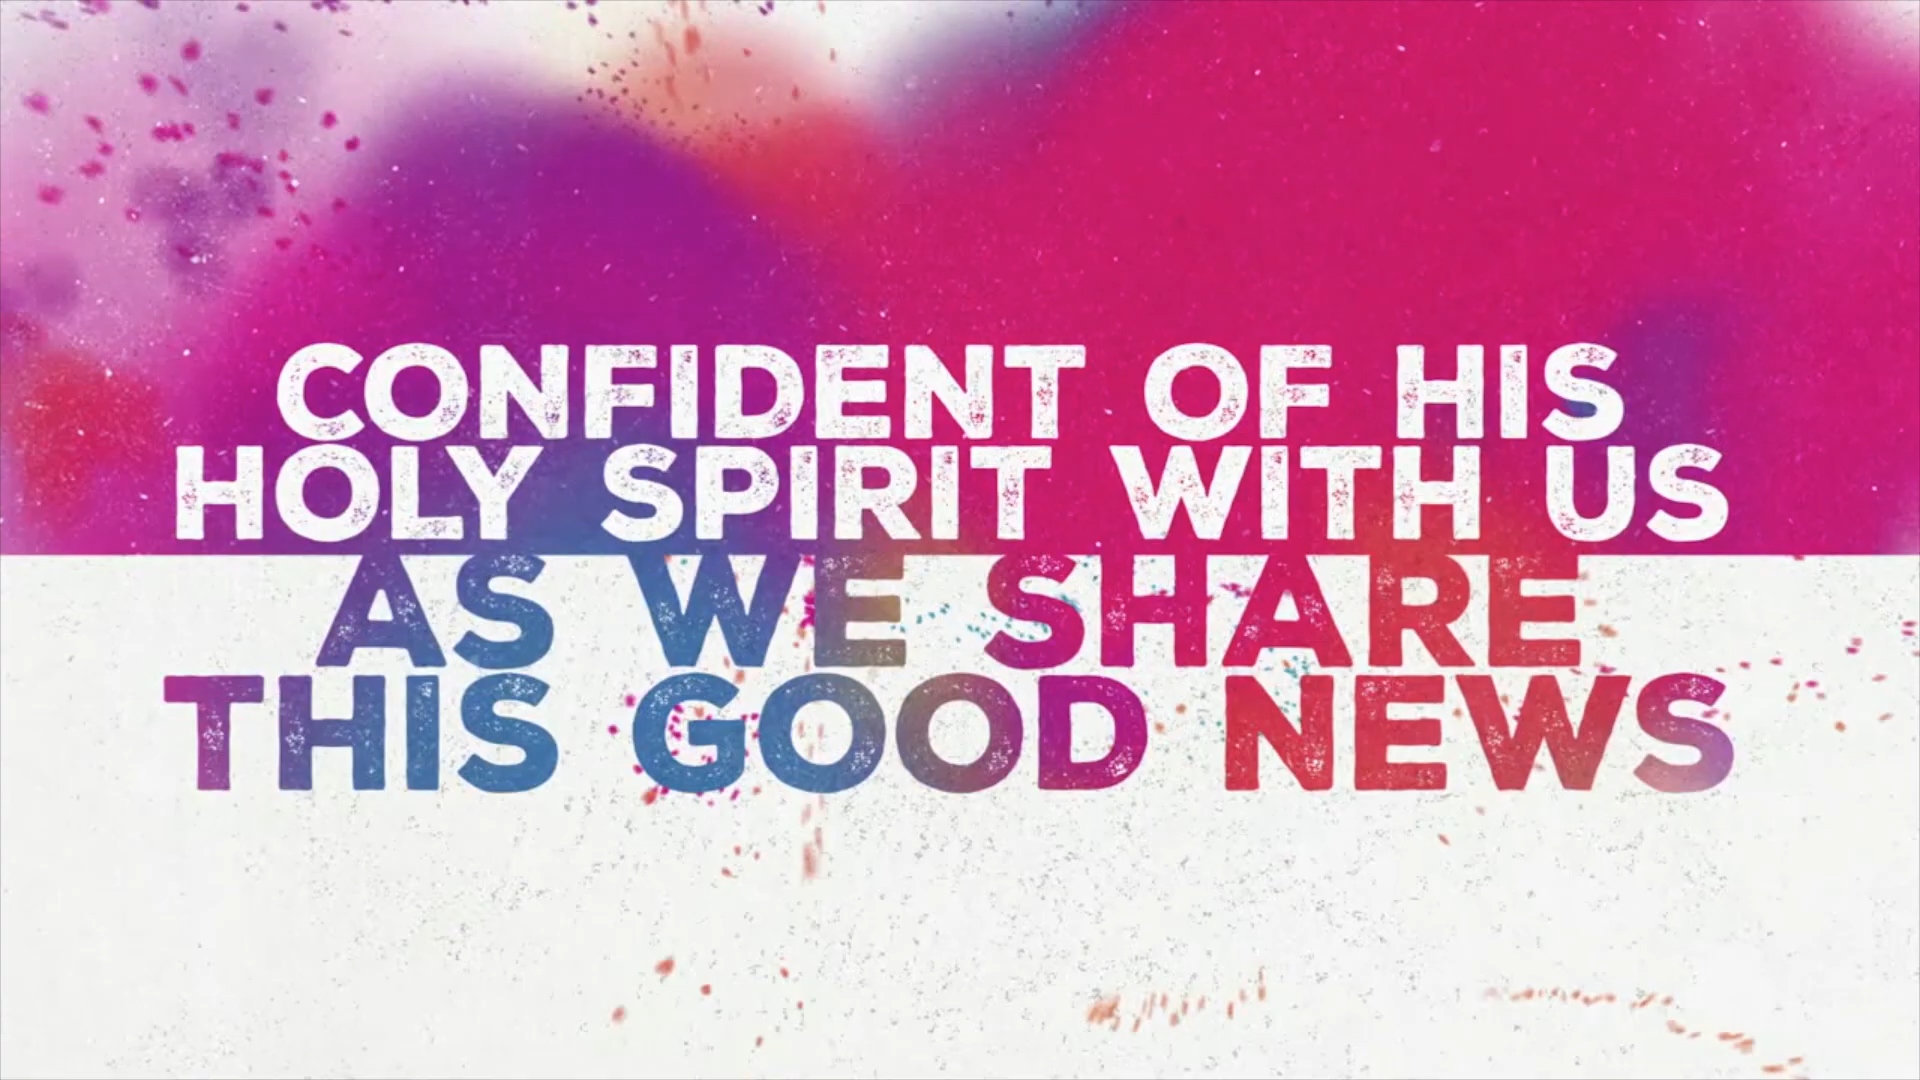 CONFIDENT OF HIS
HOLY SPIRIT WITH US
AS WE SHARE
THIS GOOD NEWS